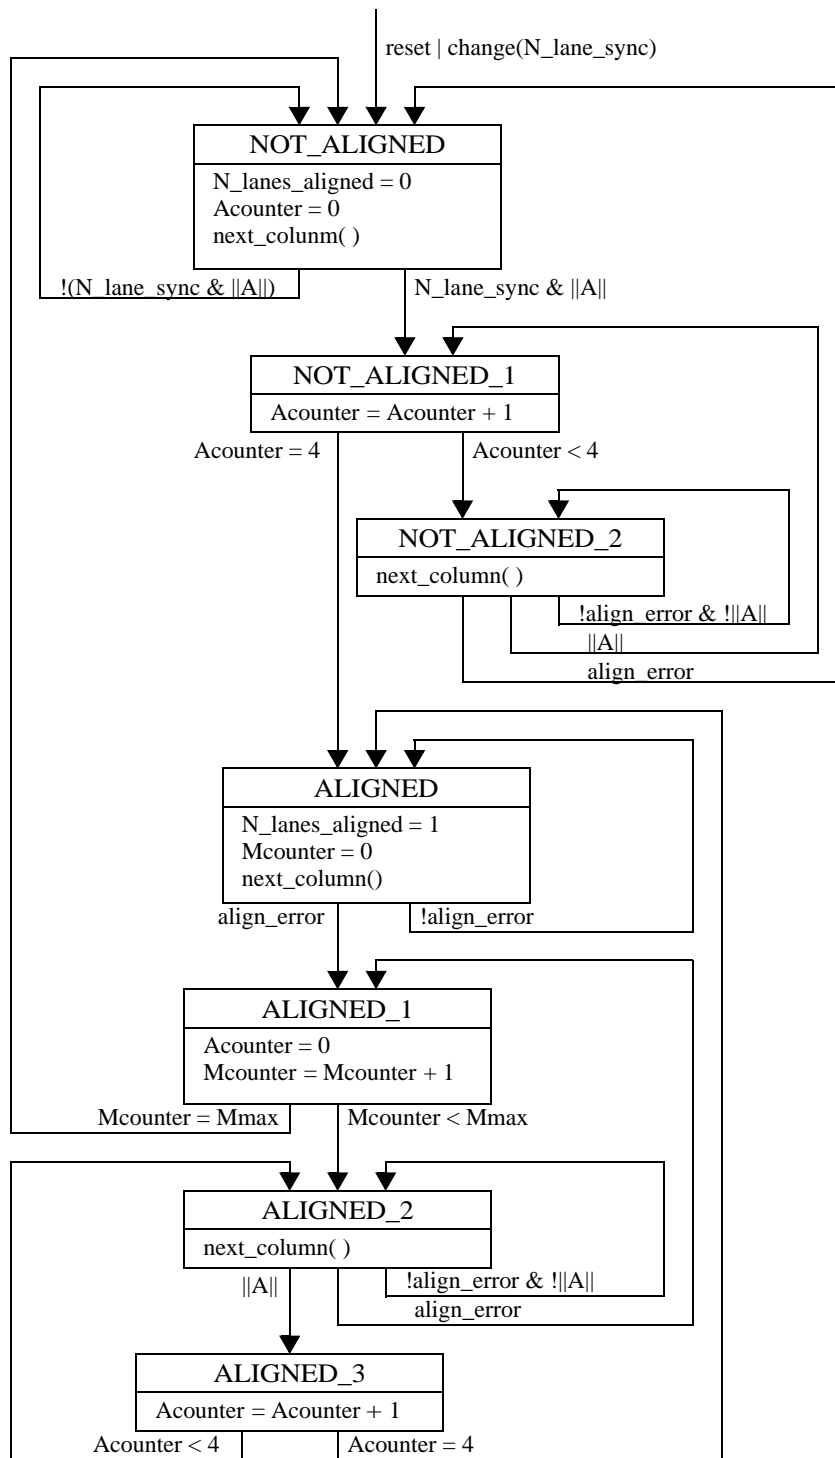 reset | change(N_lane_sync)
NOT_ALIGNED
N_lanes_aligned = 0
Acounter = 0
next_colunm( )
!(N_lane_sync & ||A||)
N_lane_sync & ||A||
NOT_ALIGNED_1
Acounter = Acounter + 1
Acounter = 4
Acounter < 4
NOT_ALIGNED_2
next_column( )
!align_error & !||A||
||A||
align_error
ALIGNED
N_lanes_aligned = 1
Mcounter = 0
next_column()
align_error
!align_error
ALIGNED_1
Acounter = 0
Mcounter = Mcounter + 1
Mcounter = Mmax
Mcounter < Mmax
ALIGNED_2
next_column( )
||A||
!align_error & !||A||
align_error
ALIGNED_3
Acounter = Acounter + 1
Acounter < 4
Acounter = 4